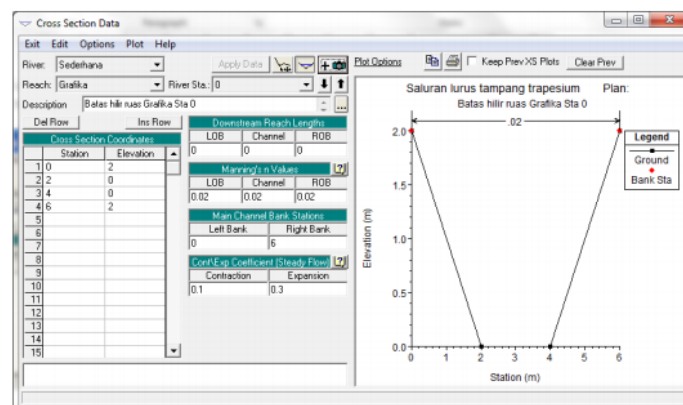 Cross Section Data
Exit Edit Options Plot Help
River: Sederhana
Apply Data
Plot Options
Keep Prev XS Plots
Clear Prev
Reach: Grafika
River Sta.: 0
Description
Batas hilir ruas Grafika Sta 0
...
Del Row
Ins Row
Cross Section Coordinates
Station Elevation
1 0 2
2 2 0
3 4 0
4 6 2
5
6
7
8
9
10
11
12
13
14
15
Downstream Reach Lengths
LOB Channel ROB
0 0 0
Manning's n Values
?
LOB Channel ROB
0.02 0.02 0.02
Main Channel Bank Stations
Left Bank Right Bank
0 6
Cont\Exp Coefficient (Steady Flow)
?
Contraction Expansion
0.1 0.3
Saluran lurus tampang trapesium Plan:
Batas hilir ruas Grafika Sta 0
.02
Legend
Ground
Bank Sta
Elevation (m)
2.0
1.5
1.0
0.5
0.0
0 1 2 3 4 5 6
Station (m)